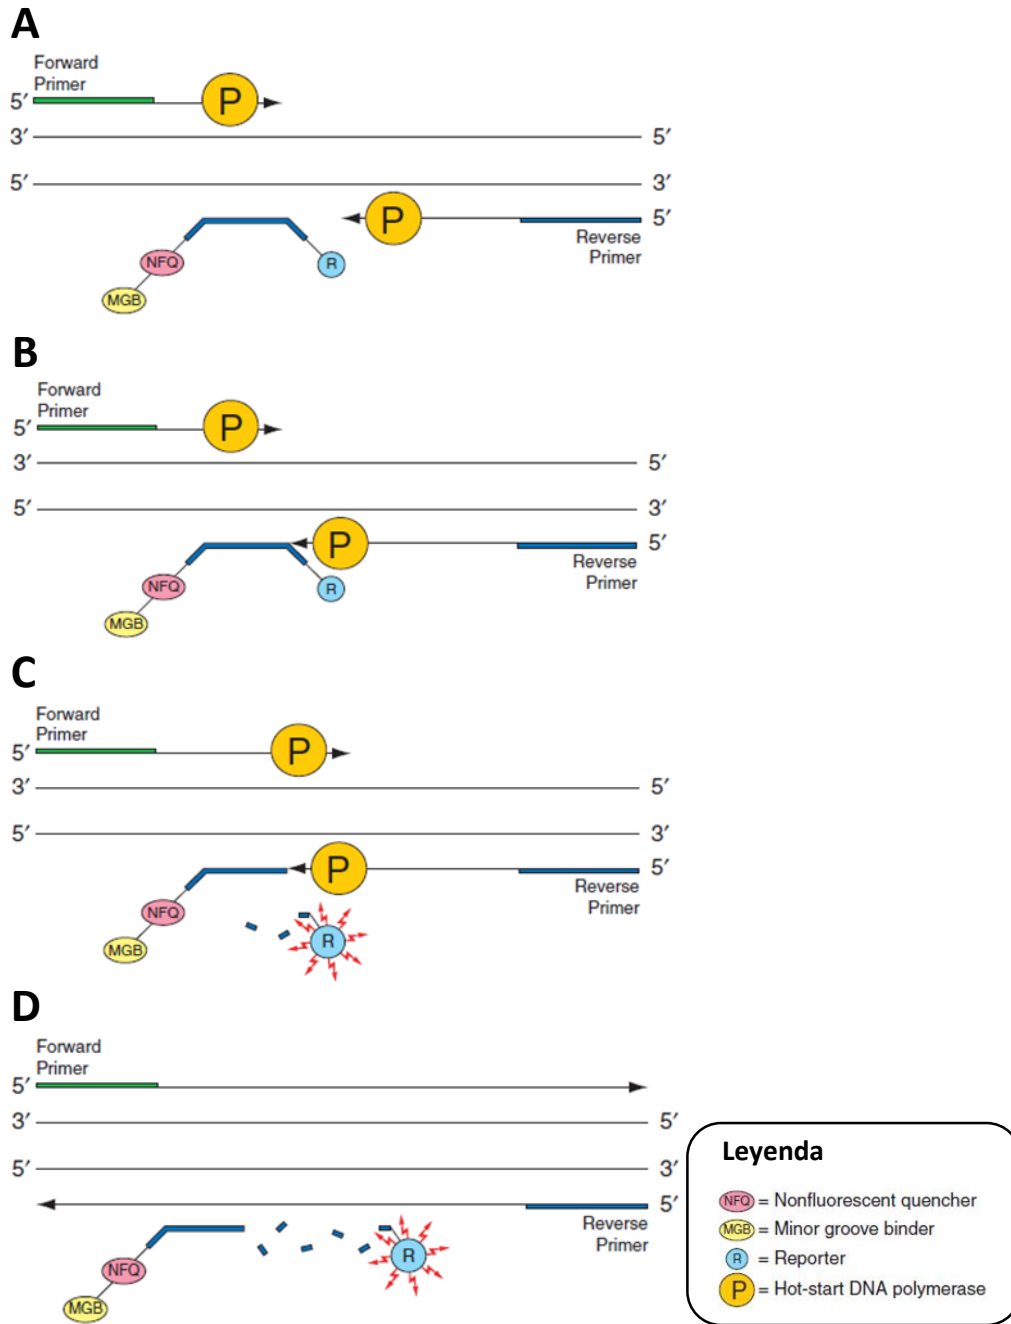 A
Forward
Primer
5′ P
3′ 5′
5′ 3′
P 5′
Reverse
Primer
NFQ R
MGB
B
Forward
Primer
5′ P
3′ 5′
5′ 3′
P 5′
Reverse
Primer
NFQ R
MGB
C
Forward
Primer
5′ P
3′ 5′
5′ 3′
P 5′
Reverse
Primer
NFQ R
MGB
D
Forward
Primer
5′
3′ 5′
5′ 3′
5′
Reverse
Primer
NFQ R
MGB
Leyenda
NFQ = Nonfluorescent quencher
MGB = Minor groove binder
R = Reporter
P = Hot-start DNA polymerase